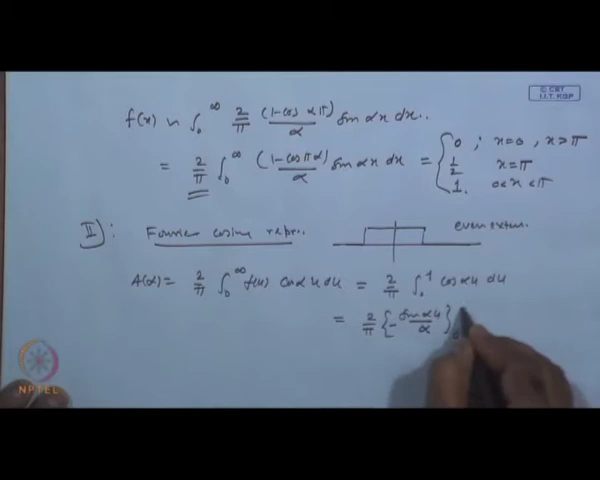 © CET
I.I.T. KGP
f(x) ~ ∫₀^∞ 2/π (1-cos απ)/α sin αx dx..
= 2/π ∫₀^∞ (1-cos πα)/α sin αx dx = { 0 ; x=0, x>π
1/2 x=π
1. 0<x<π
II): Fourier cosine repr.. even exten.
A(α) = 2/π ∫₀^∞ f(u) cos αu du = 2/π ∫₀^1 cos αu du
= 2/π {- sin αu/α}₀
NPTEL